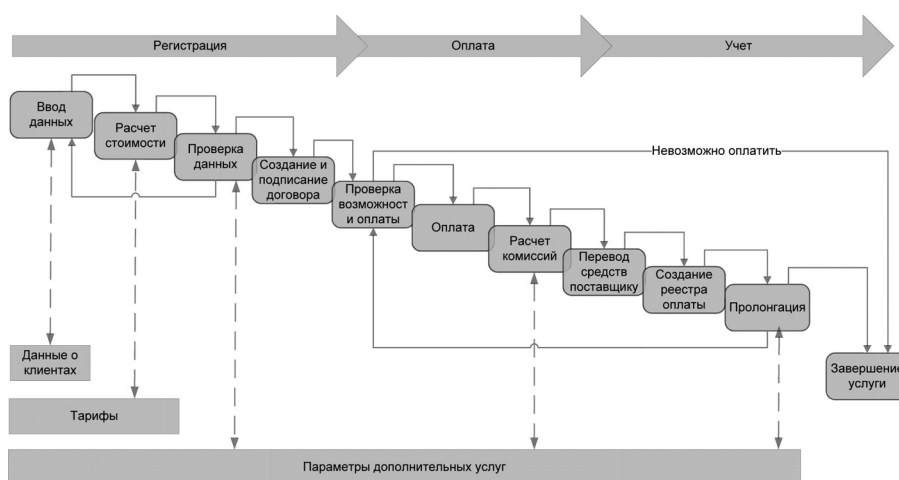 Регистрация
Оплата
Учет
Ввод
данных
Расчет
стоимости
Проверка
данных
Создание и
подписание
договора
Проверка
возможност
и оплаты
Невозможно оплатить
Оплата
Расчет
комиссий
Перевод
средств
поставщику
Создание
реестра
оплаты
Пролонгация
Завершение
услуги
Данные о
клиентах
Тарифы
Параметры дополнительных услуг